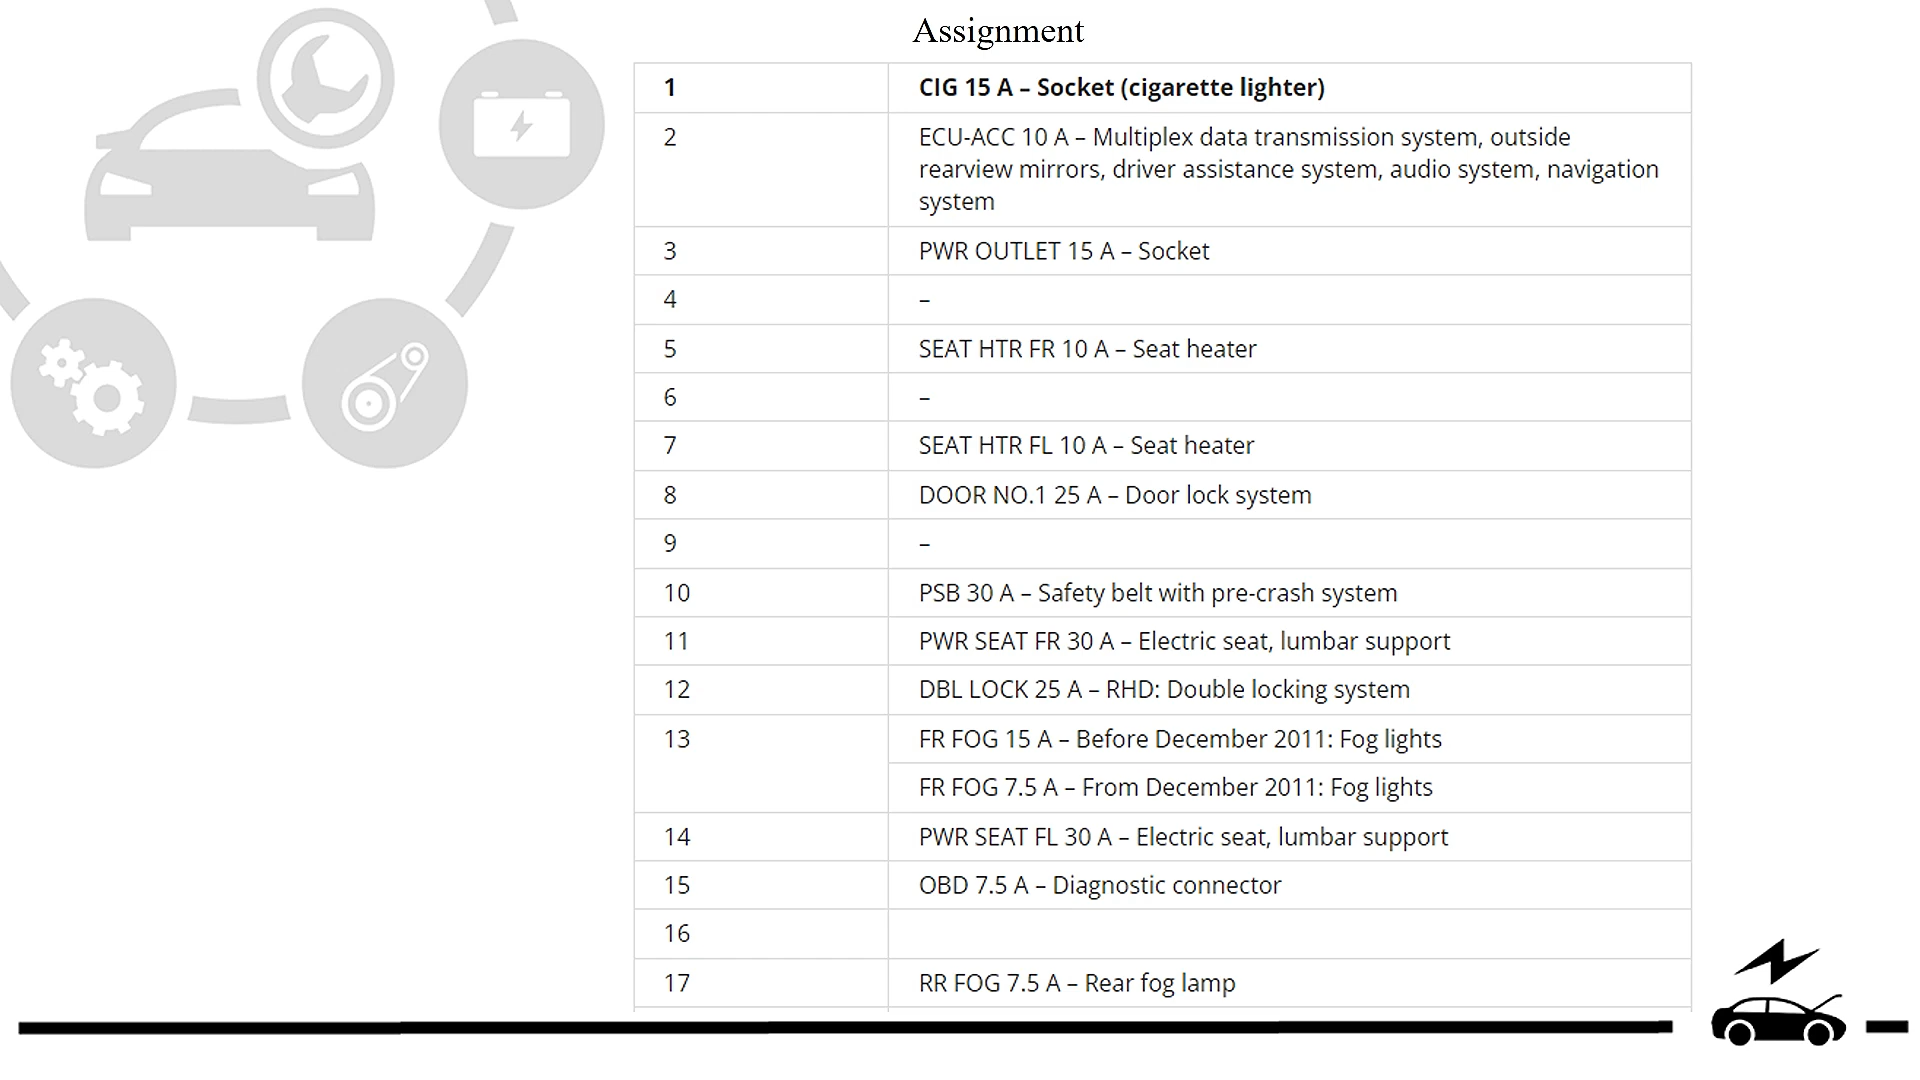 Assignment
1 CIG 15 A – Socket (cigarette lighter)
2 ECU-ACC 10 A – Multiplex data transmission system, outside
rearview mirrors, driver assistance system, audio system, navigation
system
3 PWR OUTLET 15 A – Socket
4 –
5 SEAT HTR FR 10 A – Seat heater
6 –
7 SEAT HTR FL 10 A – Seat heater
8 DOOR NO.1 25 A – Door lock system
9 –
10 PSB 30 A – Safety belt with pre-crash system
11 PWR SEAT FR 30 A – Electric seat, lumbar support
12 DBL LOCK 25 A – RHD: Double locking system
13 FR FOG 15 A – Before December 2011: Fog lights
FR FOG 7.5 A – From December 2011: Fog lights
14 PWR SEAT FL 30 A – Electric seat, lumbar support
15 OBD 7.5 A – Diagnostic connector
16
17 RR FOG 7.5 A – Rear fog lamp